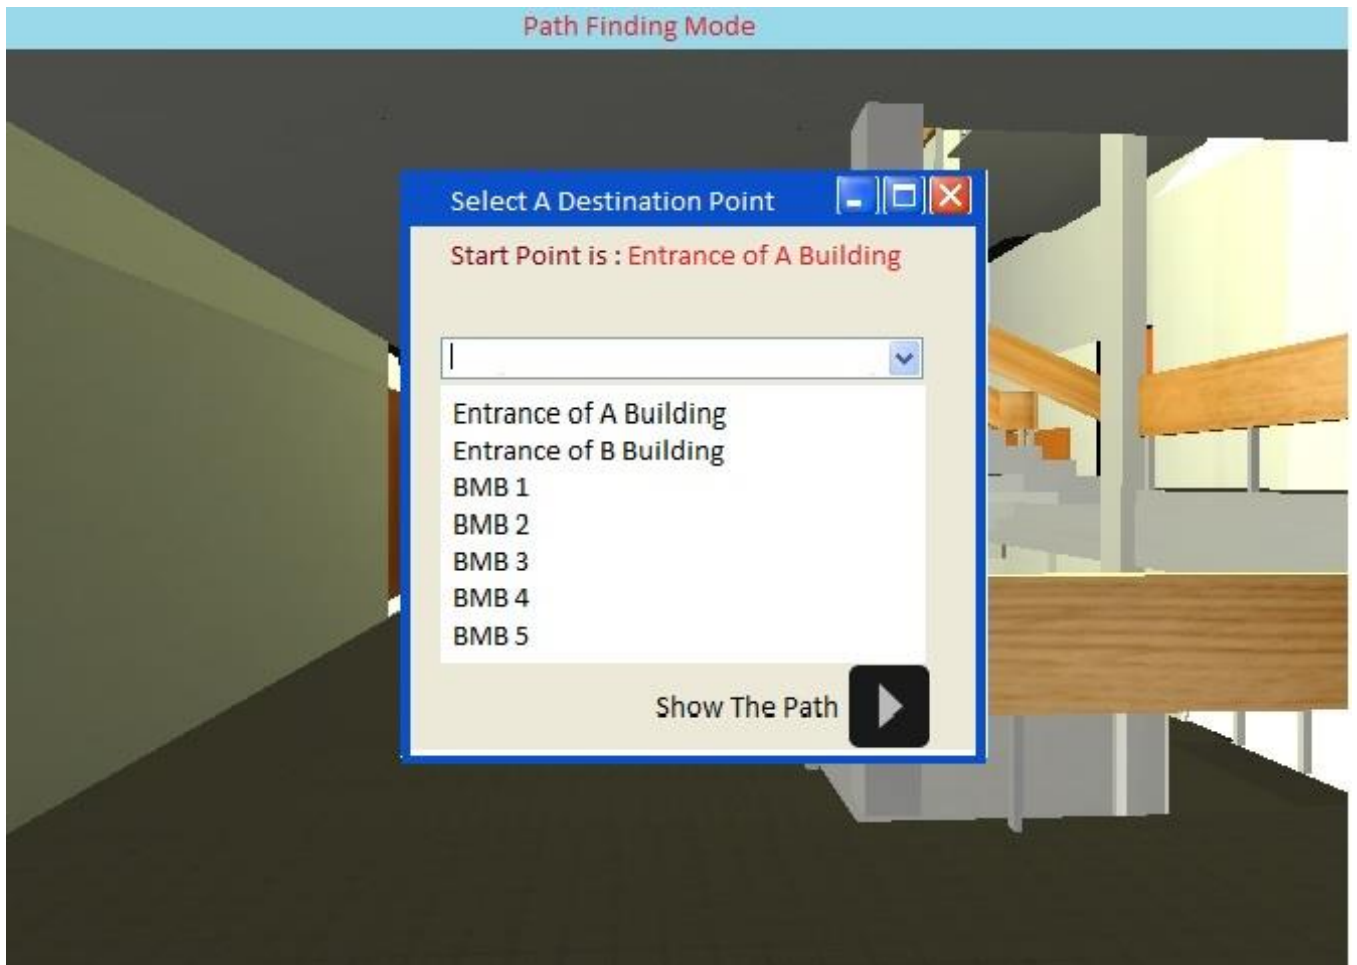 Path Finding Mode
Select A Destination Point
Start Point is : Entrance of A Building
Entrance of A Building
Entrance of B Building
BMB 1
BMB 2
BMB 3
BMB 4
BMB 5
Show The Path